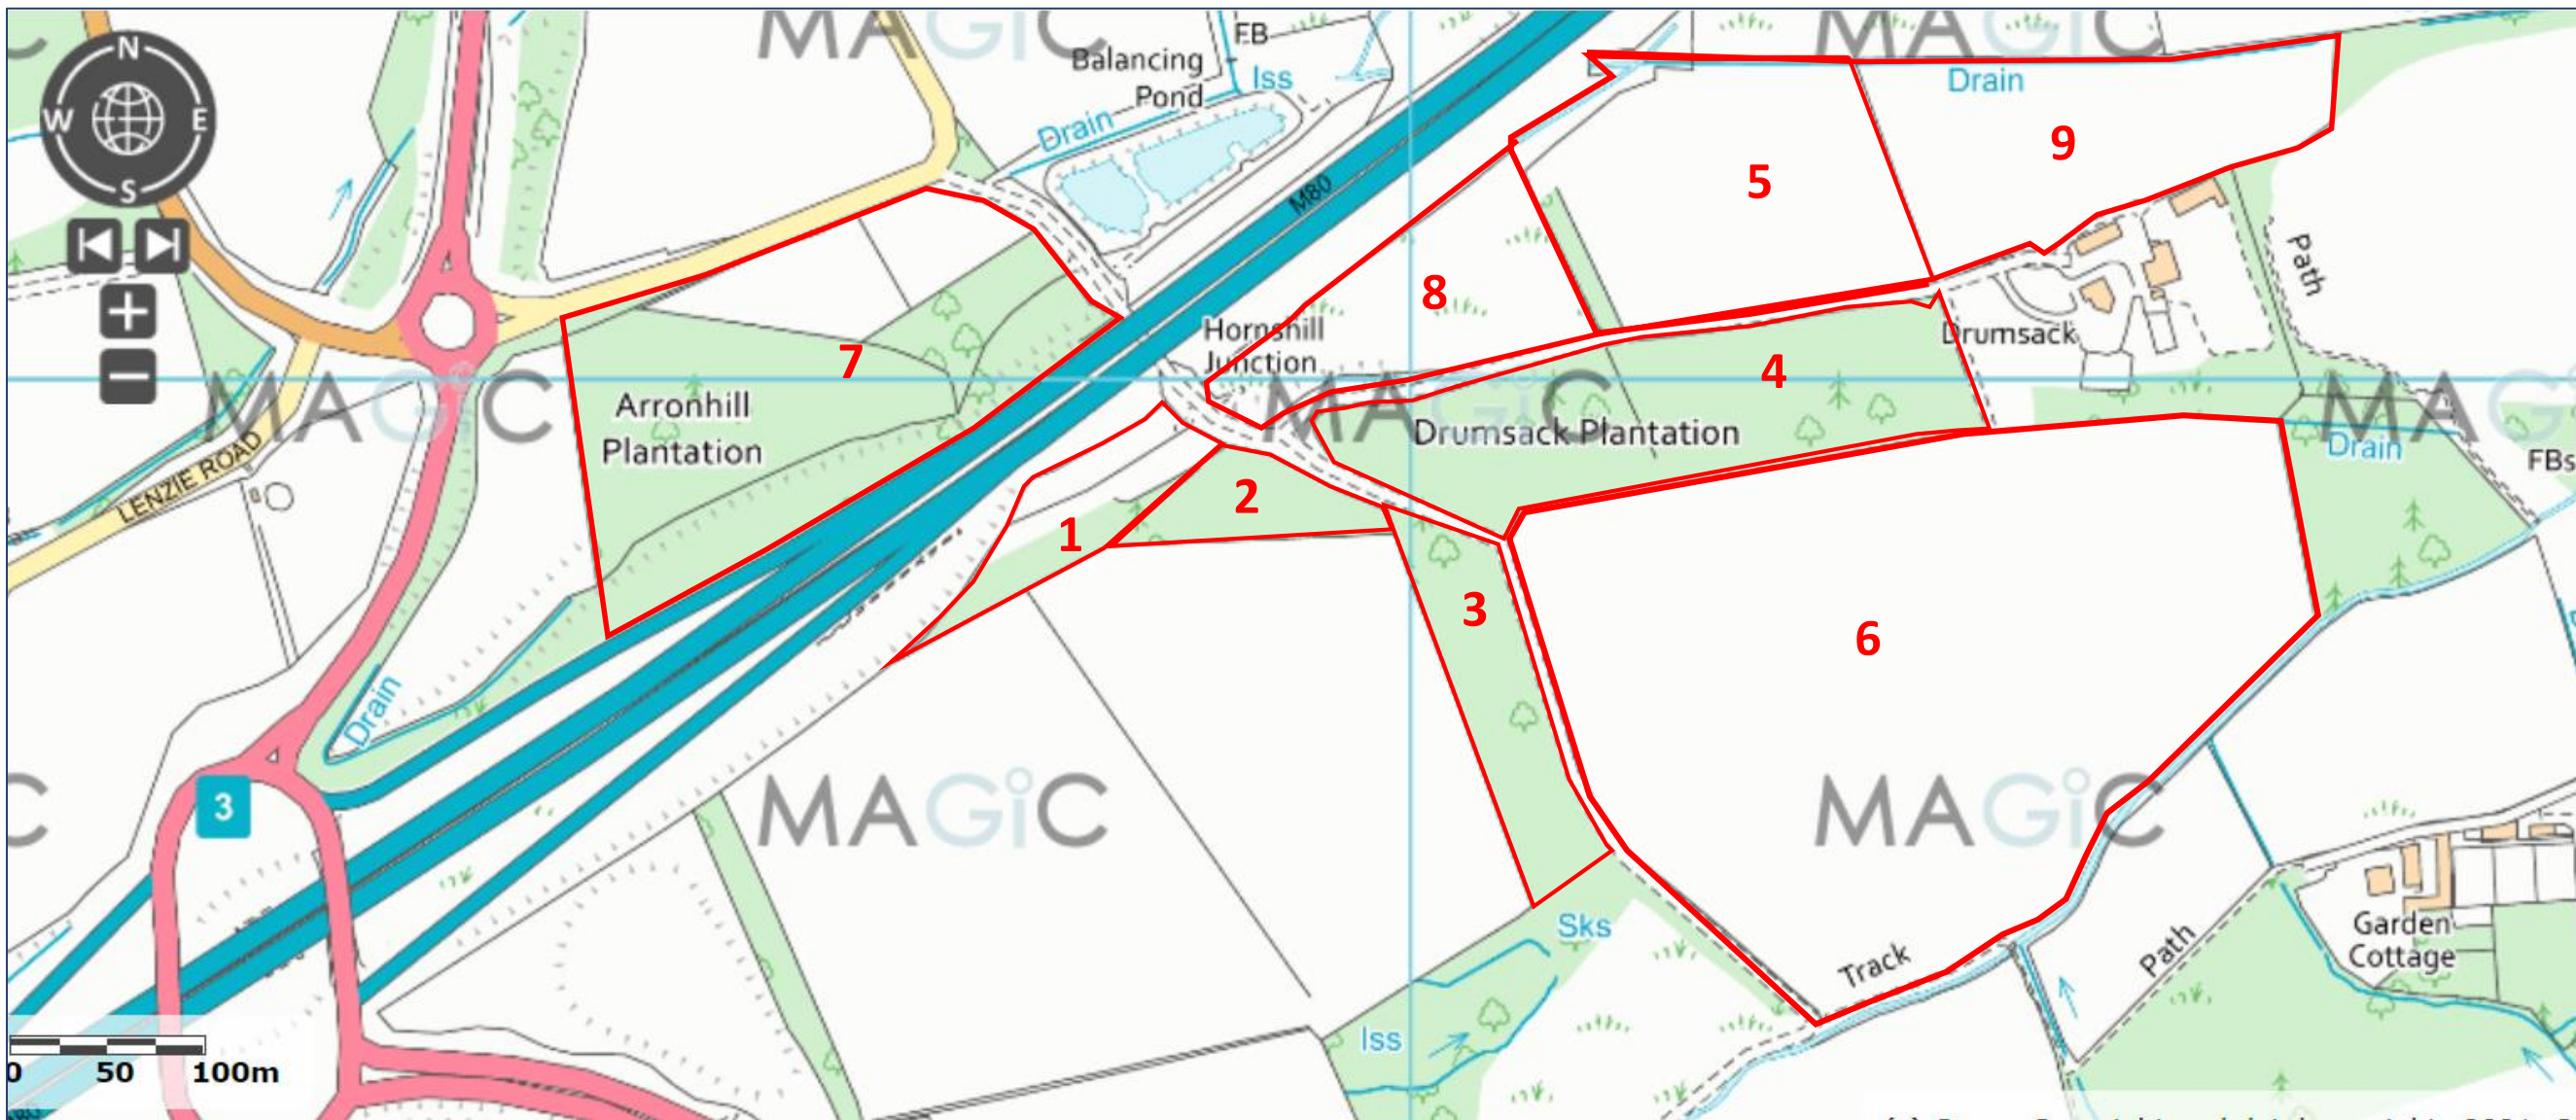 MAGiC
MAGiC
N
W
E
S
FB
Balancing
Pond
Iss
Drain
Drain
9
5
M80
Path
8
Hornshill
Junction
Drumsack
7
4
MAGiC
MAGiC
MAG
Arronhill
Plantation
Drumsack Plantation
Drain
FBs
LENZIE ROAD
2
1
3
6
Drain
3
MAGiC
MAGiC
Sks
Track
Path
Garden
Cottage
Iss
0 50 100m